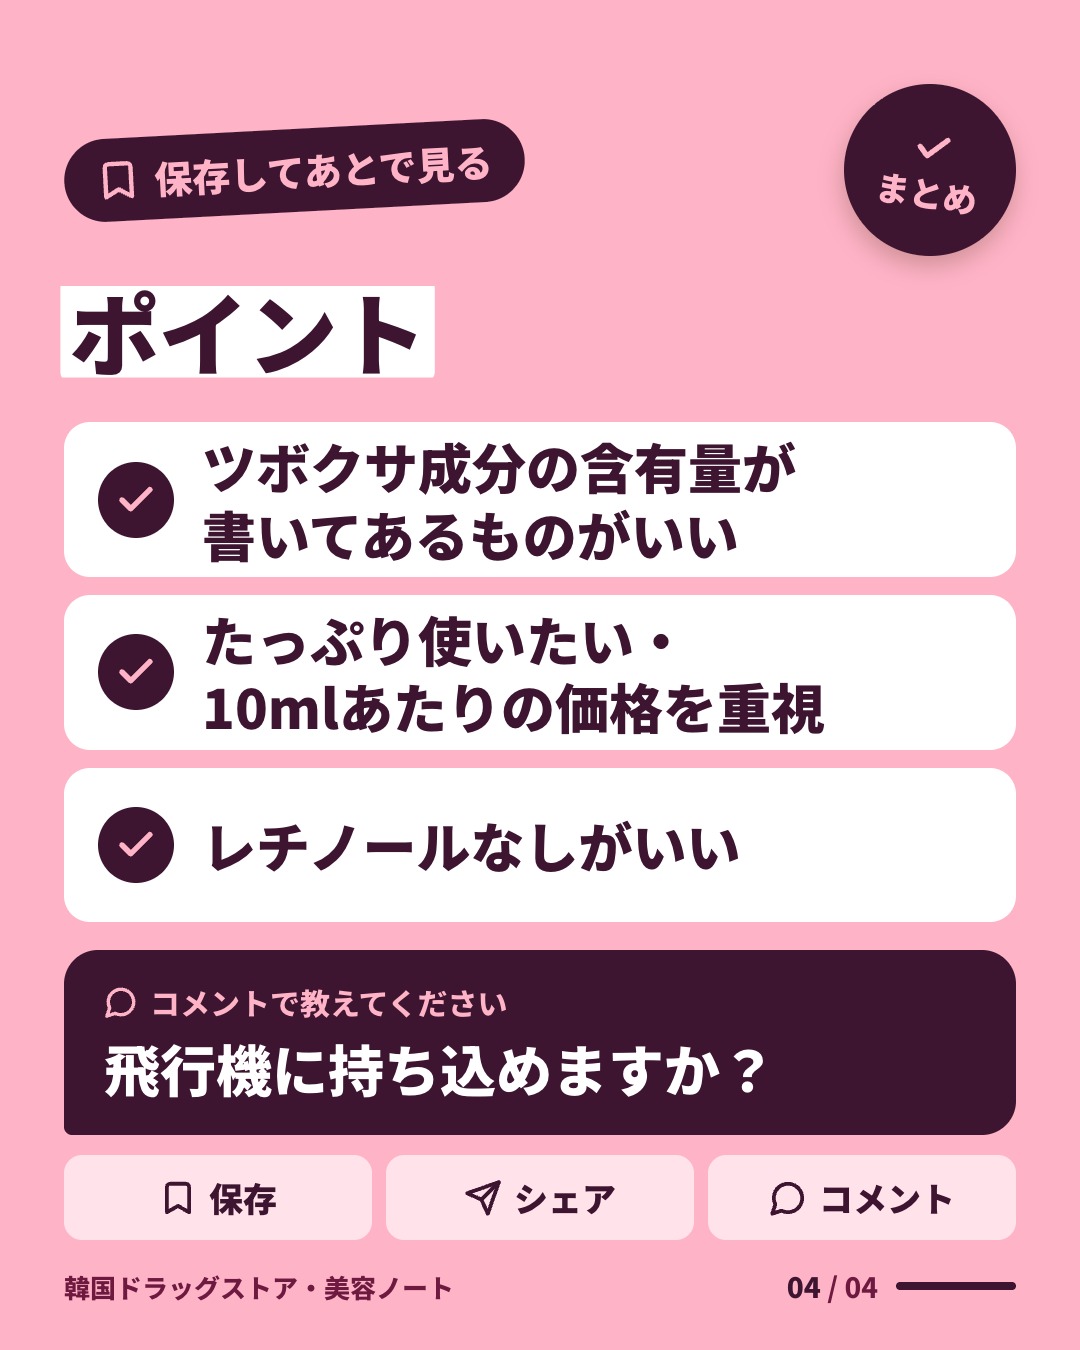 保存してあとで見る
まとめ
ポイント
ツボクサ成分の含有量が
書いてあるものがいい
たっぷり使いたい・
10mlあたりの価格を重視
レチノールなしがいい
コメントで教えてください
飛行機に持ち込めますか？
保存
シェア
コメント
韓国ドラッグストア・美容ノート
04 / 04